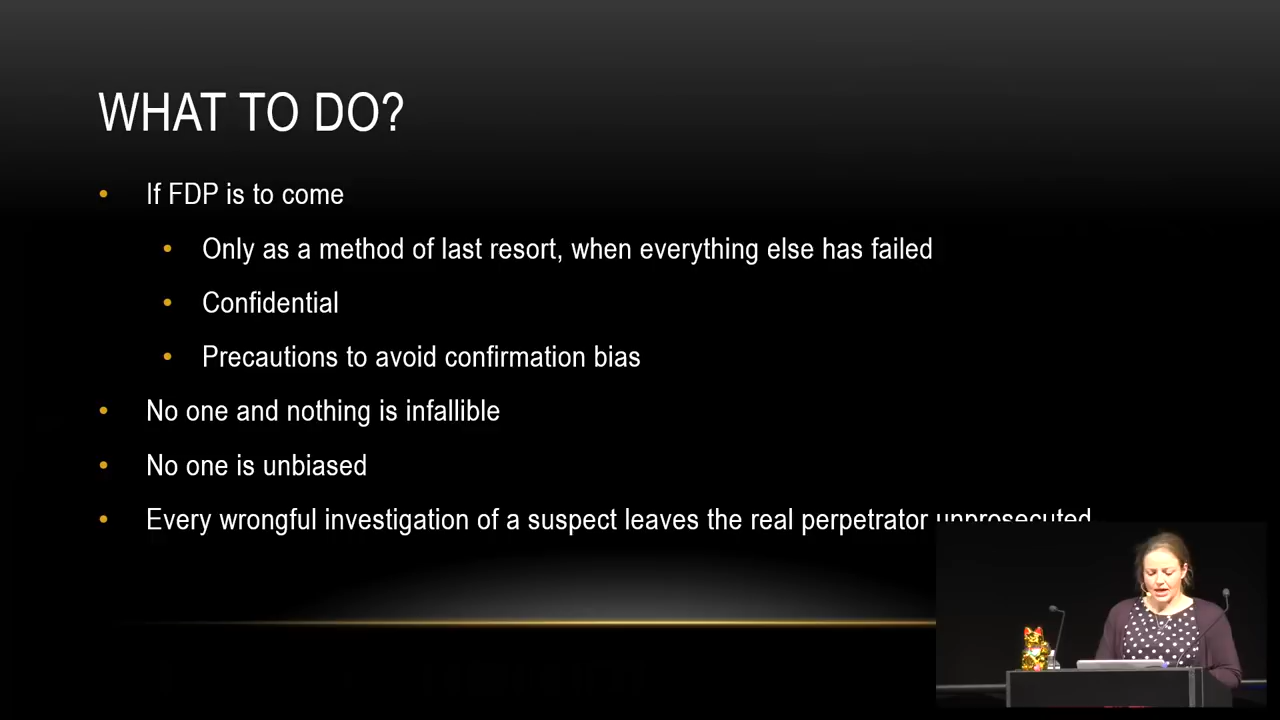 WHAT TO DO?
• If FDP is to come
• Only as a method of last resort, when everything else has failed
• Confidential
• Precautions to avoid confirmation bias
• No one and nothing is infallible
• No one is unbiased
• Every wrongful investigation of a suspect leaves the real perpetrator unprosecuted